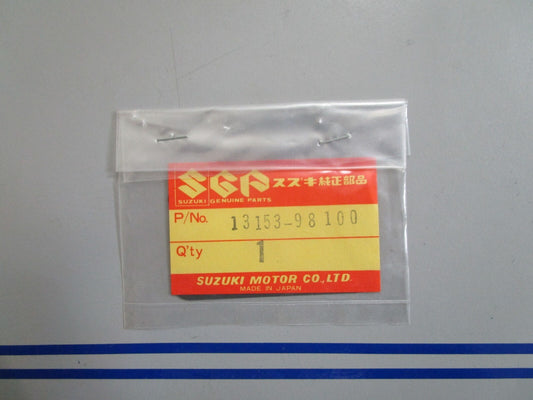 SGP スズキ純正部品
SUZUKI GENUINE PARTS
P/No. 13153-98100
Q'ty 1
SUZUKI MOTOR CO.,LTD.
MADE IN JAPAN